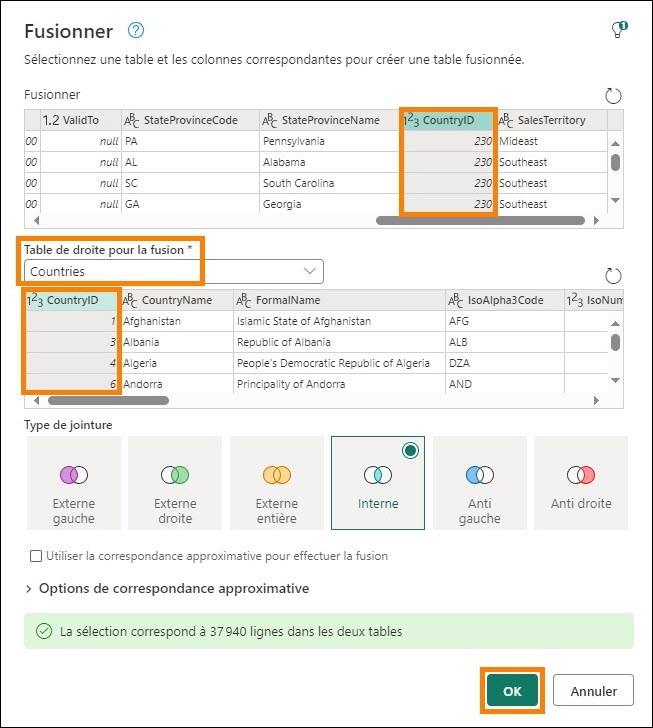 Fusionner
1
Sélectionnez une table et les colonnes correspondantes pour créer une table fusionnée.
Fusionner
1.2 ValidTo ABC StateProvinceCode ABC StateProvinceName 123 CountryID ABC SalesTerritory
00 null PA Pennsylvania 230 Mideast
00 null AL Alabama 230 Southeast
00 null SC South Carolina 230 Southeast
00 null GA Georgia 230 Southeast
Table de droite pour la fusion *
Countries
123 CountryID ABC CountryName ABC FormalName ABC IsoAlpha3Code 123 IsoNum
1 Afghanistan Islamic State of Afghanistan AFG
3 Albania Republic of Albania ALB
4 Algeria People's Democratic Republic of Algeria DZA
6 Andorra Principality of Andorra AND
Type de jointure
Externe gauche
Externe droite
Externe entière
Interne
Anti gauche
Anti droite
Utiliser la correspondance approximative pour effectuer la fusion
Options de correspondance approximative
La sélection correspond à 37 940 lignes dans les deux tables
OK Annuler